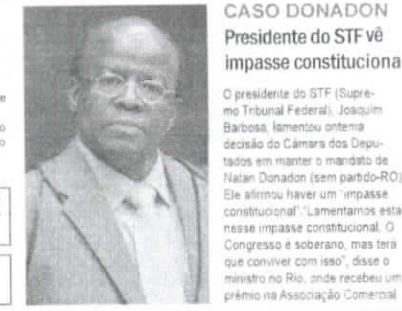 CASO DONADON
Presidente do STF vê
impasse constituciona
O presidente do STF (Supre-
mo Tribunal Federal), Joaquim
Barbosa, lamentou ontem a
decisão do Câmara dos Depu-
tados em manter o mandato de
Natan Donadon (sem partido-RO)
Ele afirmou haver um "impasse
constitucional". "Lamentamos esta
nesse impasse constitucional. O
Congresso é soberano, mas terá
que conviver com isso", disse o
ministro no Rio, onde recebeu um
prêmio na Associação Comercial
e
o
o